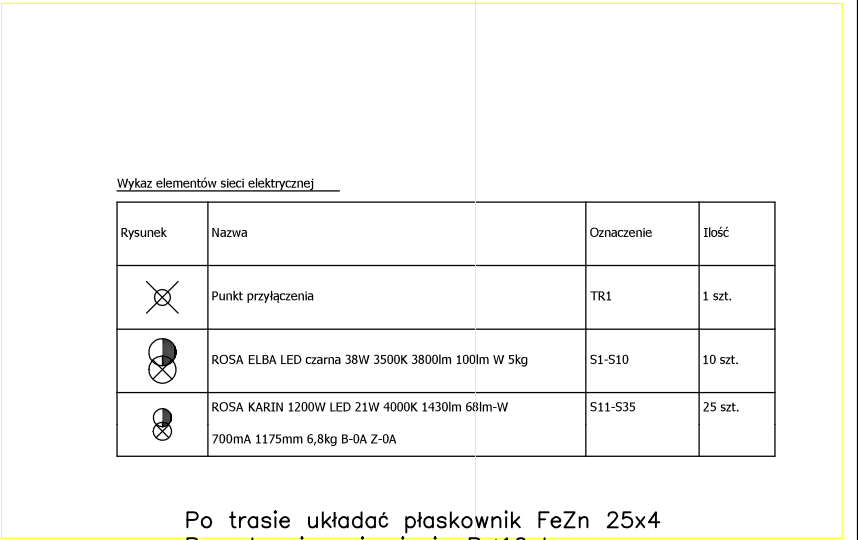 Wykaz elementów sieci elektrycznej
Rysunek Nazwa Oznaczenie Ilość
Punkt przyłączenia TR1 1 szt.
ROSA ELBA LED czarna 38W 3500K 3800lm 100lm W 5kg S1-S10 10 szt.
ROSA KARIN 1200W LED 21W 4000K 1430lm 68lm-W S11-S35 25 szt.
700mA 1175mm 6,8kg B-0A Z-0A
Po trasie układać płaskownik FeZn 25x4